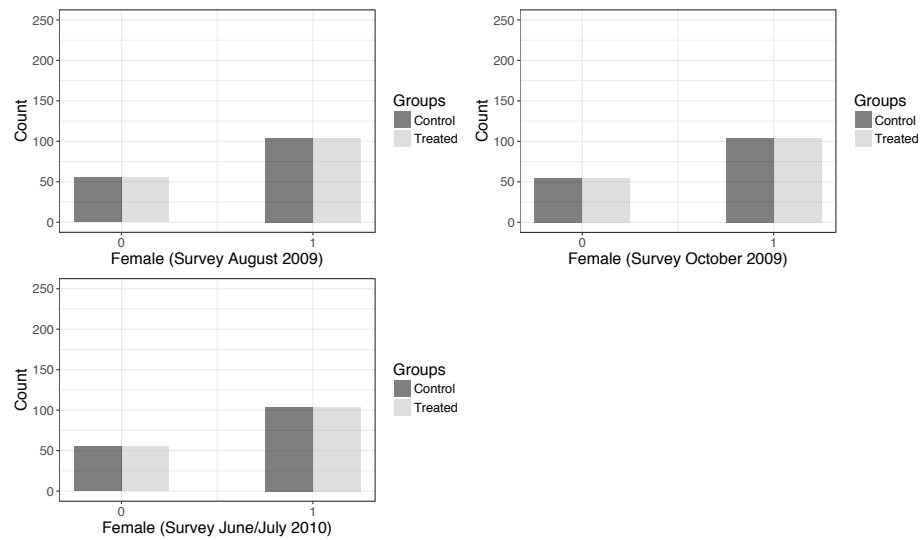 250
200
150
100
50
0
Count
0 1
Female (Survey August 2009)
Groups
Control
Treated
250
200
150
100
50
0
Count
0 1
Female (Survey October 2009)
Groups
Control
Treated
250
200
150
100
50
0
Count
0 1
Female (Survey June/July 2010)
Groups
Control
Treated